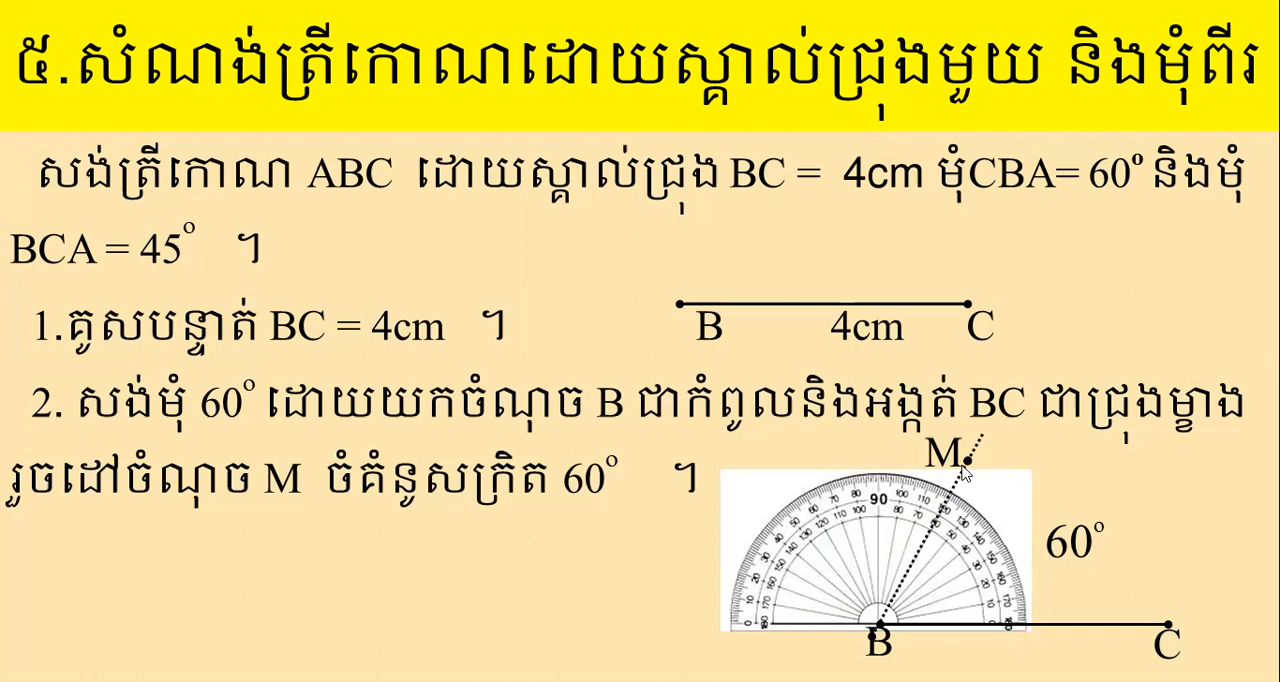 ៥.សំណង់ត្រីកោណដោយស្គាល់ជ្រុងមួយ និងមុំពីរ
សង់ត្រីកោណ ABC ដោយស្គាល់ជ្រុង BC = 4cm មុំCBA= 60° និងមុំ
BCA = 45° ។
1.គូសបន្ទាត់ BC = 4cm ។
B 4cm C
2. សង់មុំ 60° ដោយយកចំណុច B ជាកំពូលនិងអង្កត់ BC ជាជ្រុងម្ខាង
រួចដៅចំណុច M ចំគំនូសក្រិត 60° ។
M
60°
B C